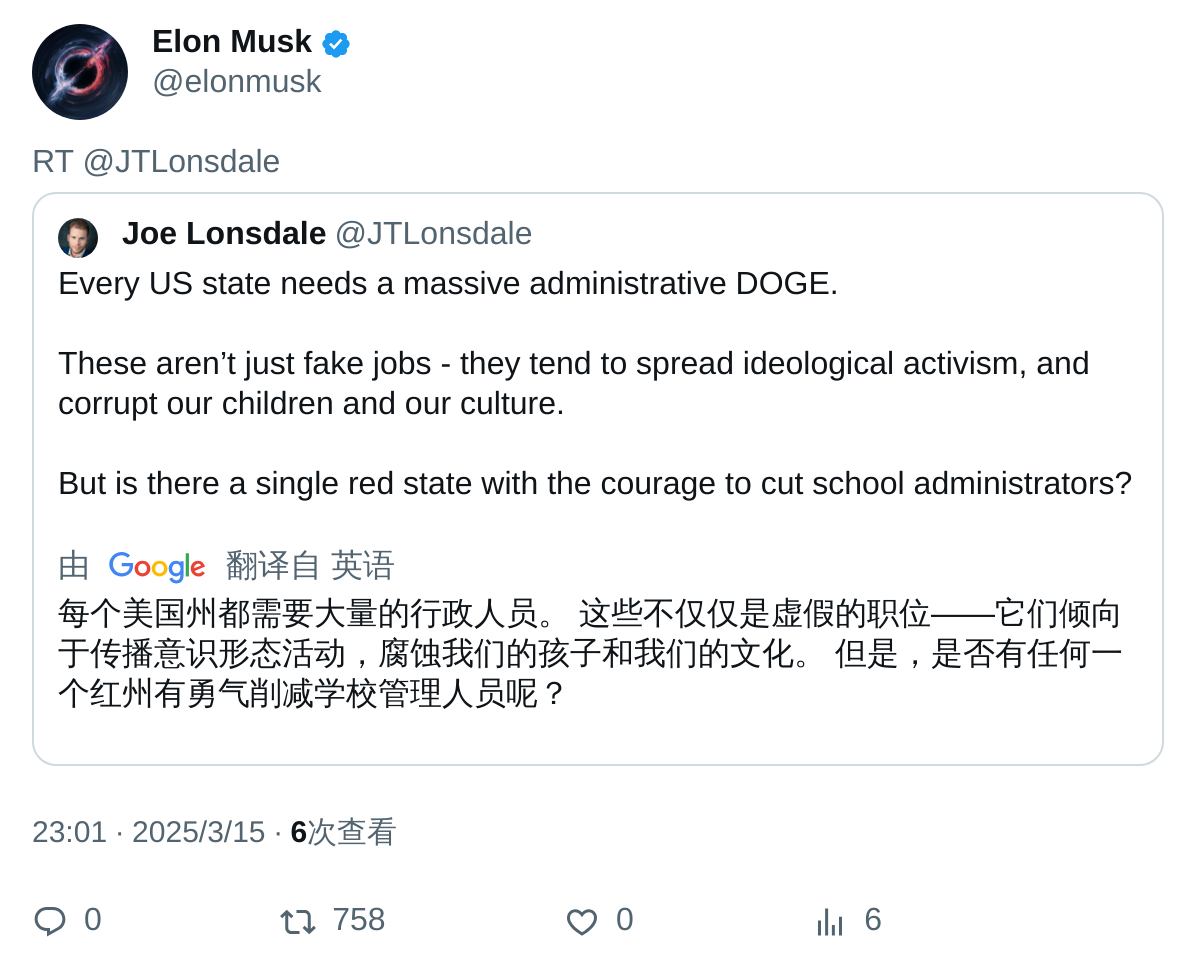 Elon Musk
@elonmusk
RT @JTLonsdale
Joe Lonsdale @JTLonsdale
Every US state needs a massive administrative DOGE.
These aren’t just fake jobs - they tend to spread ideological activism, and
corrupt our children and our culture.
But is there a single red state with the courage to cut school administrators?
由 Google 翻译自 英语
每个美国州都需要大量的行政人员。 这些不仅仅是虚假的职位——它们倾向
于传播意识形态活动，腐蚀我们的孩子和我们的文化。 但是，是否有任何一
个红州有勇气削减学校管理人员呢？
23:01 · 2025/3/15 · 6次查看
0 758 0 6